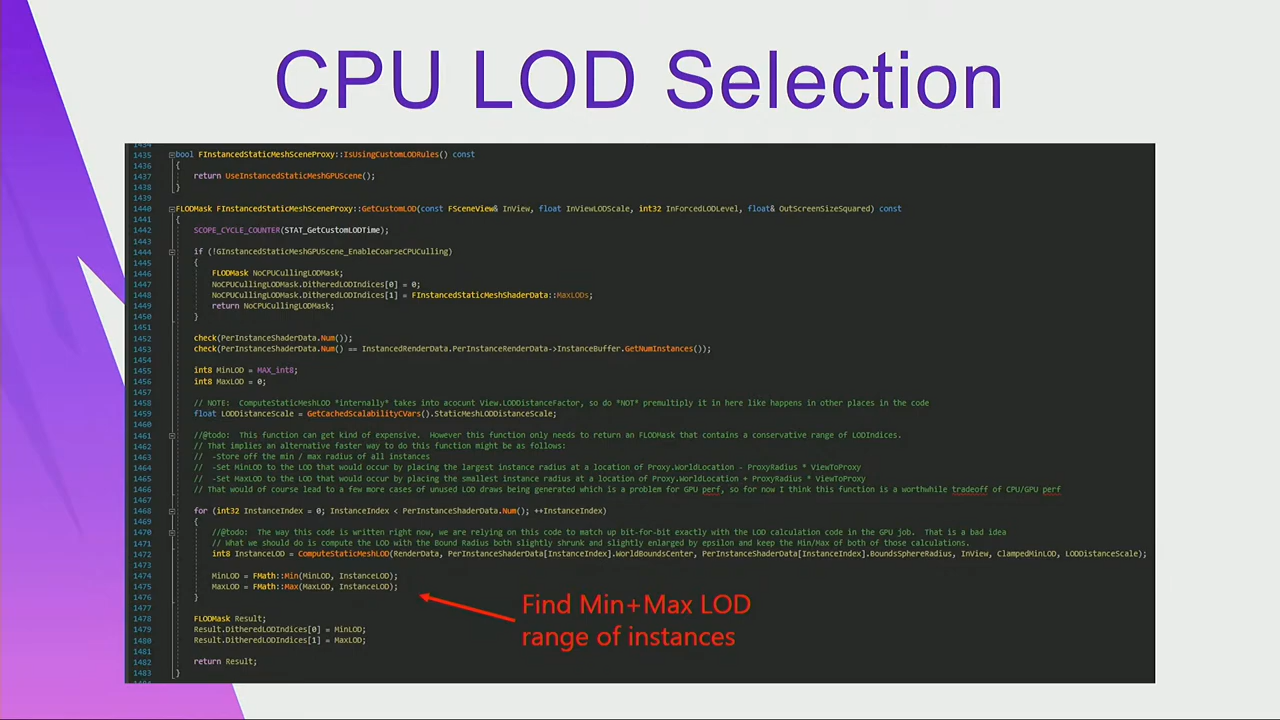 CPU LOD Selection
1434
1435 bool FInstancedStaticMeshSceneProxy::IsUsingCustomLODRules() const
1436 {
1437 return UseInstancedStaticMeshGPUScene();
1438 }
1439
1440 FLODMask FInstancedStaticMeshSceneProxy::GetCustomLOD(const FSceneView& InView, float InViewLODScale, int32 InForcedLODLevel, float& OutScreenSizeSquared) const
1441 {
1442 SCOPE_CYCLE_COUNTER(STAT_GetCustomLODTime);
1443
1444 if (!GInstancedStaticMeshGPUScene_EnableCoarseCPUCulling)
1445 {
1446 FLODMask NoCPUCullingLODMask;
1447 NoCPUCullingLODMask.DitheredLODIndices[0] = 0;
1448 NoCPUCullingLODMask.DitheredLODIndices[1] = FInstancedStaticMeshShaderData::MaxLODs;
1449 return NoCPUCullingLODMask;
1450 }
1451
1452 check(PerInstanceShaderData.Num());
1453 check(PerInstanceShaderData.Num() == InstancedRenderData.PerInstanceRenderData->InstanceBuffer.GetNumInstances());
1454
1455 int8 MinLOD = MAX_int8;
1456 int8 MaxLOD = 0;
1457
1458 // NOTE: ComputeStaticMeshLOD *internally* takes into acocunt View.LODDistanceFactor, so do *NOT* premultiply it in here like happens in other places in the code
1459 float LODDistanceScale = GetCachedScalabilityCVars().StaticMeshLODDistanceScale;
1460
1461 //@todo: This function can get kind of expensive. However this function only needs to return an FLODMask that contains a conservative range of LODIndices.
1462 // That implies an alternative faster way to do this function might be as follows:
1463 // -Store off the min / max radius of all instances
1464 // -Set MinLOD to the LOD that would occur by placing the largest instance radius at a location of Proxy.WorldLocation - ProxyRadius * ViewToProxy
1465 // -Set MaxLOD to the LOD that would occur by placing the smallest instance radius at a location of Proxy.WorldLocation + ProxyRadius * ViewToProxy
1466 // That would of course lead to a few more cases of unused LOD draws being generated which is a problem for GPU perf, so for now I think this function is a worthwhile tradeoff of CPU/GPU perf
1467
1468 for (int32 InstanceIndex = 0; InstanceIndex < PerInstanceShaderData.Num(); ++InstanceIndex)
1469 {
1470 //@todo: The way this code is written right now, we are relying on this code to match up bit-for-bit exactly with the LOD calculation code in the GPU job. That is a bad idea
1471 // What we should do is compute the LOD with the Bound Radius both slightly shrunk and slightly enlarged by epsilon and keep the Min/Max of both of those calculations.
1472 int8 InstanceLOD = ComputeStaticMeshLOD(RenderData, PerInstanceShaderData[InstanceIndex].WorldBoundsCenter, PerInstanceShaderData[InstanceIndex].BoundsSphereRadius, InView, ClampedMinLOD, LODDistanceScale);
1473
1474 MinLOD = FMath::Min(MinLOD, InstanceLOD);
1475 MaxLOD = FMath::Max(MaxLOD, InstanceLOD);
1476 }
1477
1478 FLODMask Result;
1479 Result.DitheredLODIndices[0] = MinLOD;
1480 Result.DitheredLODIndices[1] = MaxLOD;
1481
1482 return Result;
1483 }
Find Min+Max LOD
range of instances